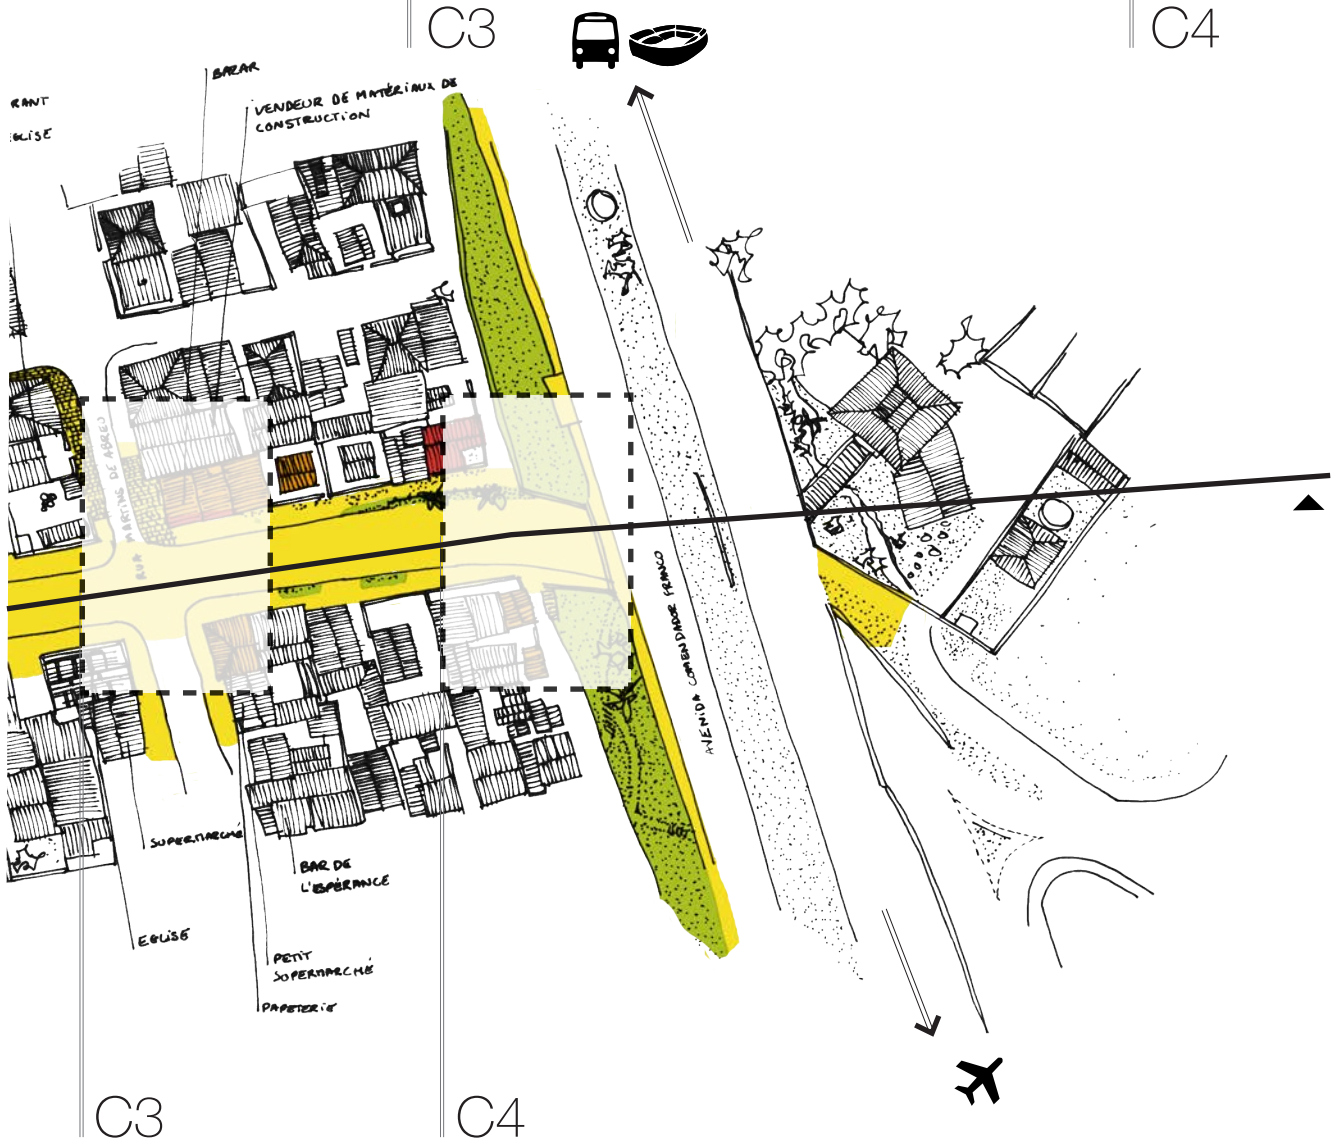 C3
C4
BAZAR
VENDEUR DE MATÉRIAUX DE
CONSTRUCTION
RANT
EGLISE
RUA MARTINS DE ABREU
AVENIDA COMENDADOR FRANCO
SUPERMARCHÉ
BAR DE
L'ESPÉRANCE
EGLISE
PETIT
SUPERMARCHÉ
PAPETERIE
C3
C4